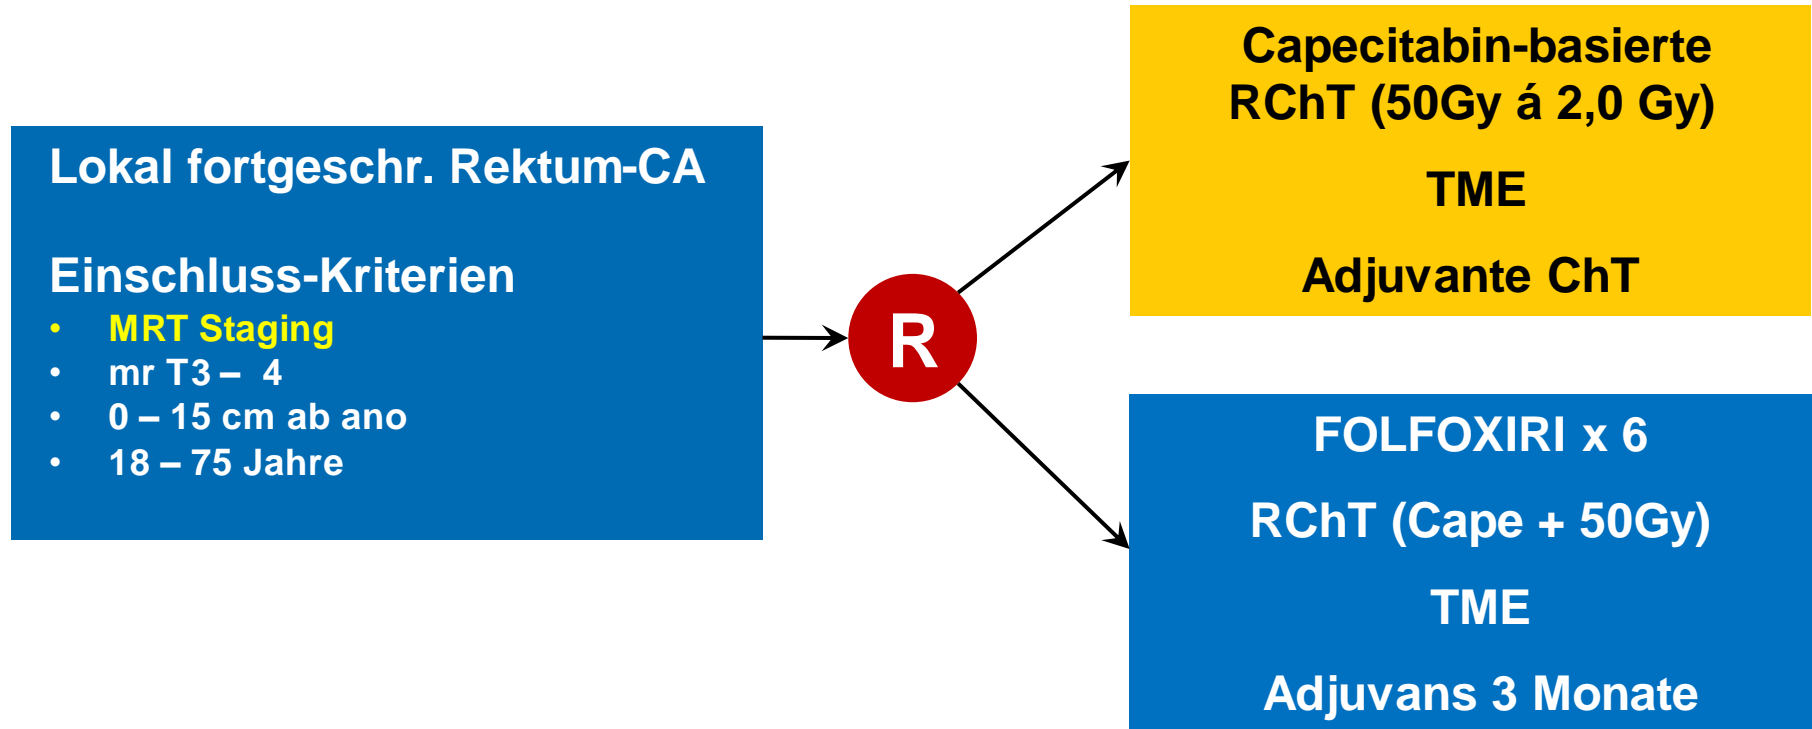 Lokal fortgeschr. Rektum-CA
Einschluss-Kriterien
• MRT Staging
• mr T3 – 4
• 0 – 15 cm ab ano
• 18 – 75 Jahre
R
Capecitabin-basierte
RChT (50Gy á 2,0 Gy)
TME
Adjuvante ChT
FOLFOXIRI x 6
RChT (Cape + 50Gy)
TME
Adjuvans 3 Monate